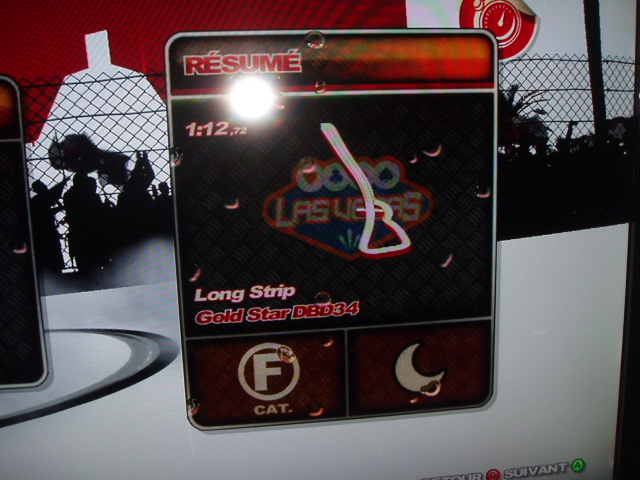 RÉSUMÉ
1:12.72
LAS VEGAS
Long Strip
Gold Star DBD34
F
CAT.
RETOUR B SUIVANT A